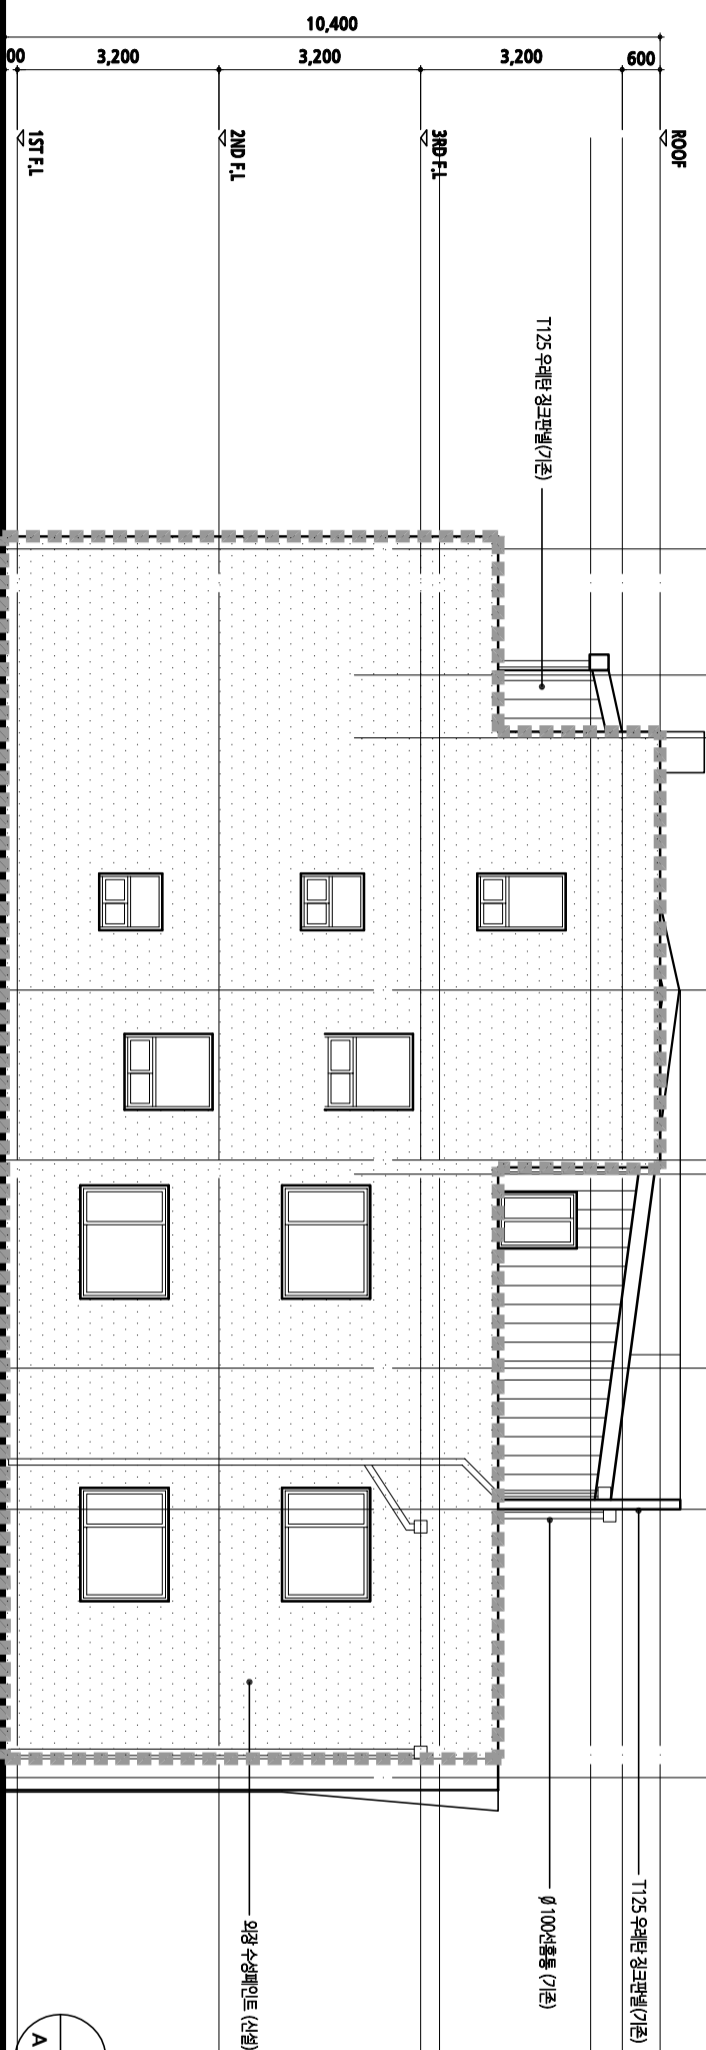 10,400
00
3,200
3,200
3,200
600
1ST F.L
2ND F.L
3RD F.L
ROOF
T125 우레탄 징크판넬(기존)
T125 우레탄 징크판넬(기존)
Ø100선홈통 (기존)
외장 수성페인트 (신설)
A